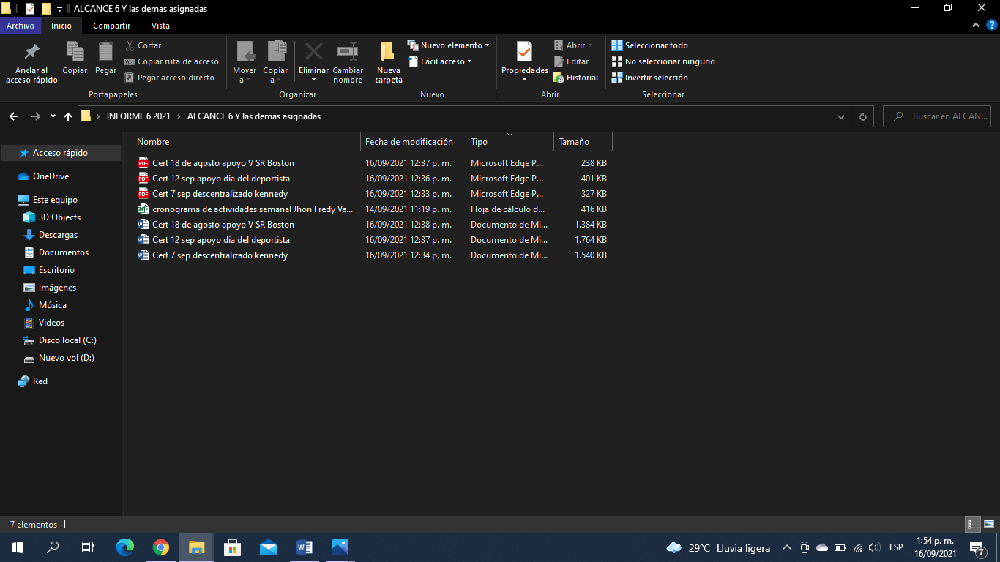 ALCANCE 6 Y las demas asignadas
Archivo Inicio Compartir Vista
Anclar al acceso rápido
Copiar
Pegar
Cortar
Copiar ruta de acceso
Pegar acceso directo
Portapapeles
Mover a
Copiar a
Eliminar
Cambiar nombre
Organizar
Nueva carpeta
Nuevo elemento
Fácil acceso
Nuevo
Propiedades
Abrir
Editar
Historial
Abrir
Seleccionar todo
No seleccionar ninguno
Invertir selección
Seleccionar
INFORME 6 2021 › ALCANCE 6 Y las demas asignadas
Buscar en ALCAN...
Acceso rápido
OneDrive
Este equipo
3D Objects
Descargas
Documentos
Escritorio
Imágenes
Música
Videos
Disco local (C:)
Nuevo vol (D:)
Red
Nombre Fecha de modificación Tipo Tamaño
PDF Cert 18 de agosto apoyo V SR Boston 16/09/2021 12:37 p. m. Microsoft Edge P... 238 KB
PDF Cert 12 sep apoyo dia del deportista 16/09/2021 12:36 p. m. Microsoft Edge P... 401 KB
PDF Cert 7 sep descentralizado kennedy 16/09/2021 12:33 p. m. Microsoft Edge P... 327 KB
cronograma de actividades semanal Jhon Fredy Ve... 14/09/2021 11:19 p. m. Hoja de cálculo d... 416 KB
Cert 18 de agosto apoyo V SR Boston 16/09/2021 12:38 p. m. Documento de Mi... 1.384 KB
Cert 12 sep apoyo dia del deportista 16/09/2021 12:37 p. m. Documento de Mi... 1.764 KB
Cert 7 sep descentralizado kennedy 16/09/2021 12:34 p. m. Documento de Mi... 1.540 KB
7 elementos
29°C Lluvia ligera ESP 1:54 p. m.
16/09/2021 7